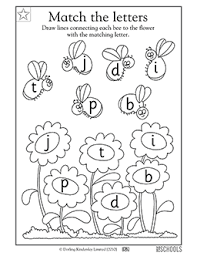 Match the letters
Draw lines connecting each bee to the flower
with the matching letter.
d
i
t
j
p
b
j
t
i
p
d
b